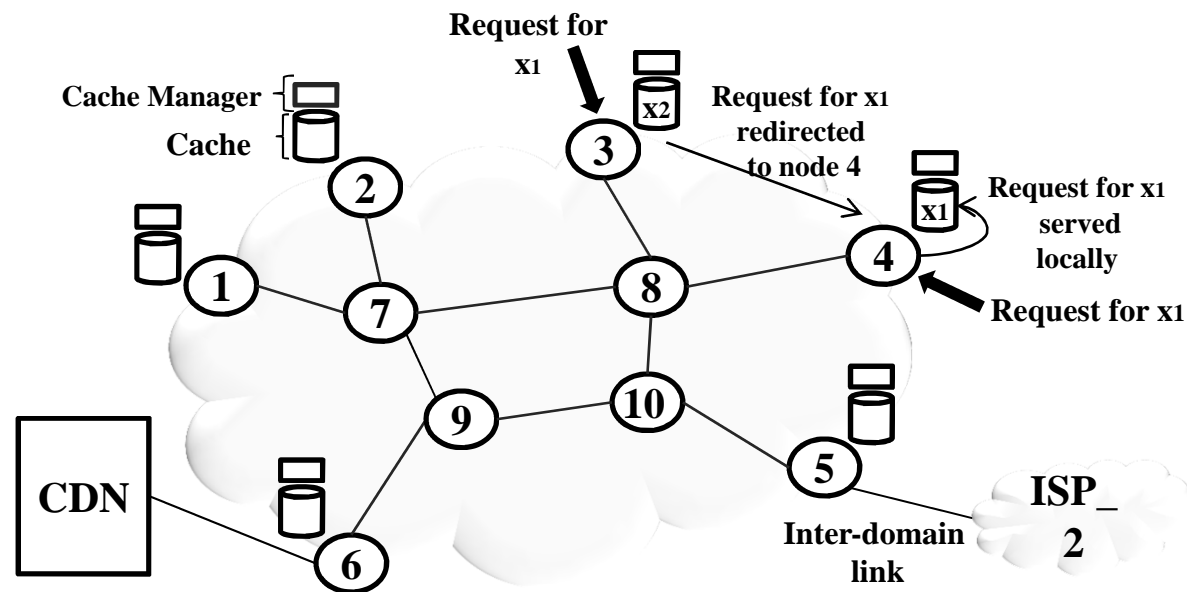 Request for
x1
Cache Manager
Cache
x2
Request for x1
redirected
to node 4
3
2
x1
Request for x1
served
locally
1
4
7
8
Request for x1
9
10
5
CDN
6
Inter-domain
link
ISP_
2